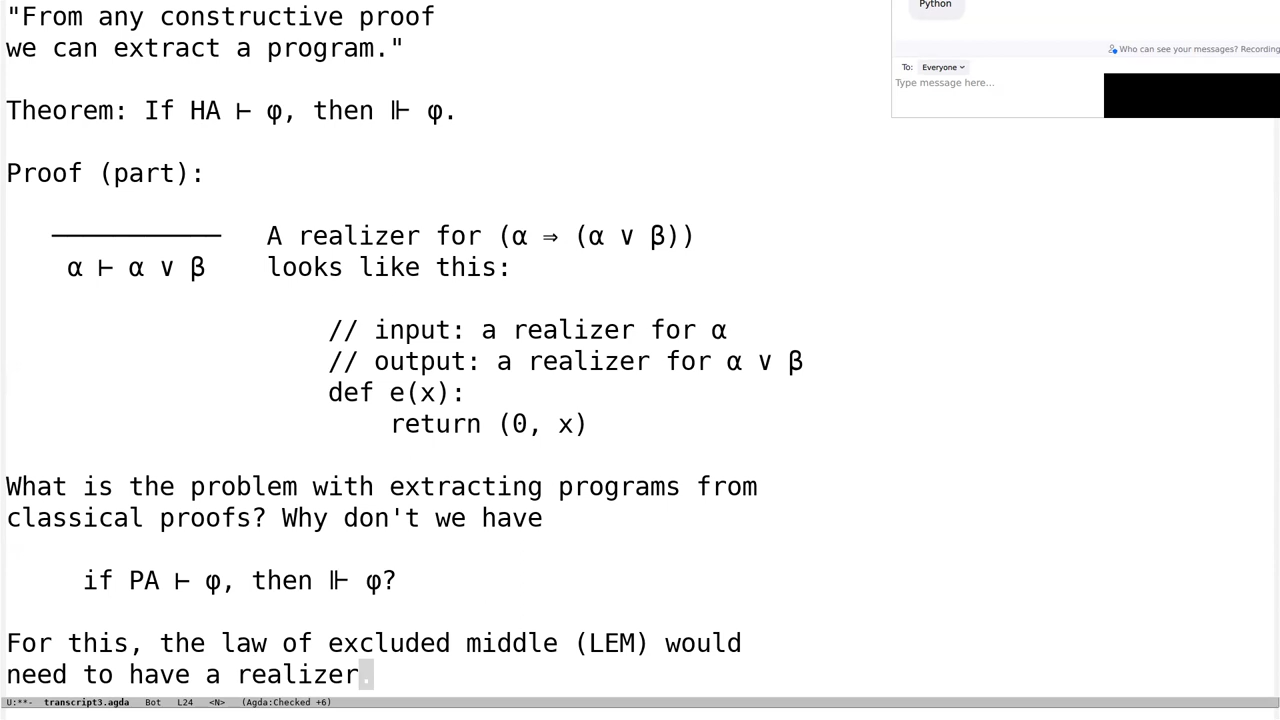 "From any constructive proof
we can extract a program."
Theorem: If HA ⊢ φ, then ⊩ φ.
Proof (part):
A realizer for (α ⇒ (α ∨ β))
α ⊢ α ∨ β looks like this:
// input: a realizer for α
// output: a realizer for α ∨ β
def e(x):
return (0, x)
What is the problem with extracting programs from
classical proofs? Why don't we have
if PA ⊢ φ, then ⊩ φ?
For this, the law of excluded middle (LEM) would
need to have a realizer.
U:**- transcript3.agda Bot L24 <N> (Agda:Checked +6)
Python
Who can see your messages? Recording
To: Everyone
Type message here...